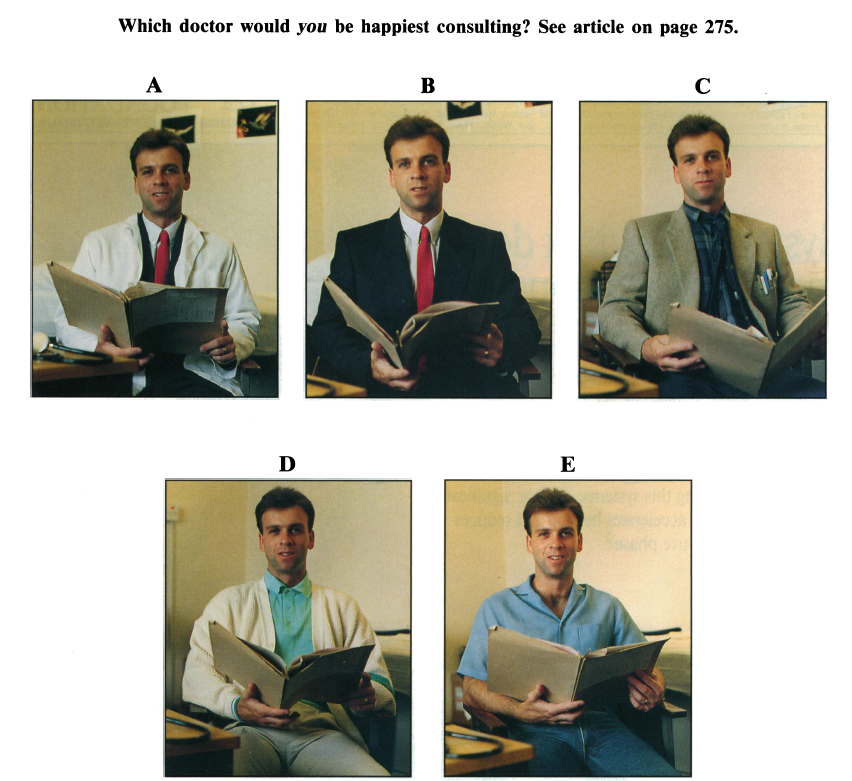 Which doctor would you be happiest consulting? See article on page 275.
A
B
C
D
E